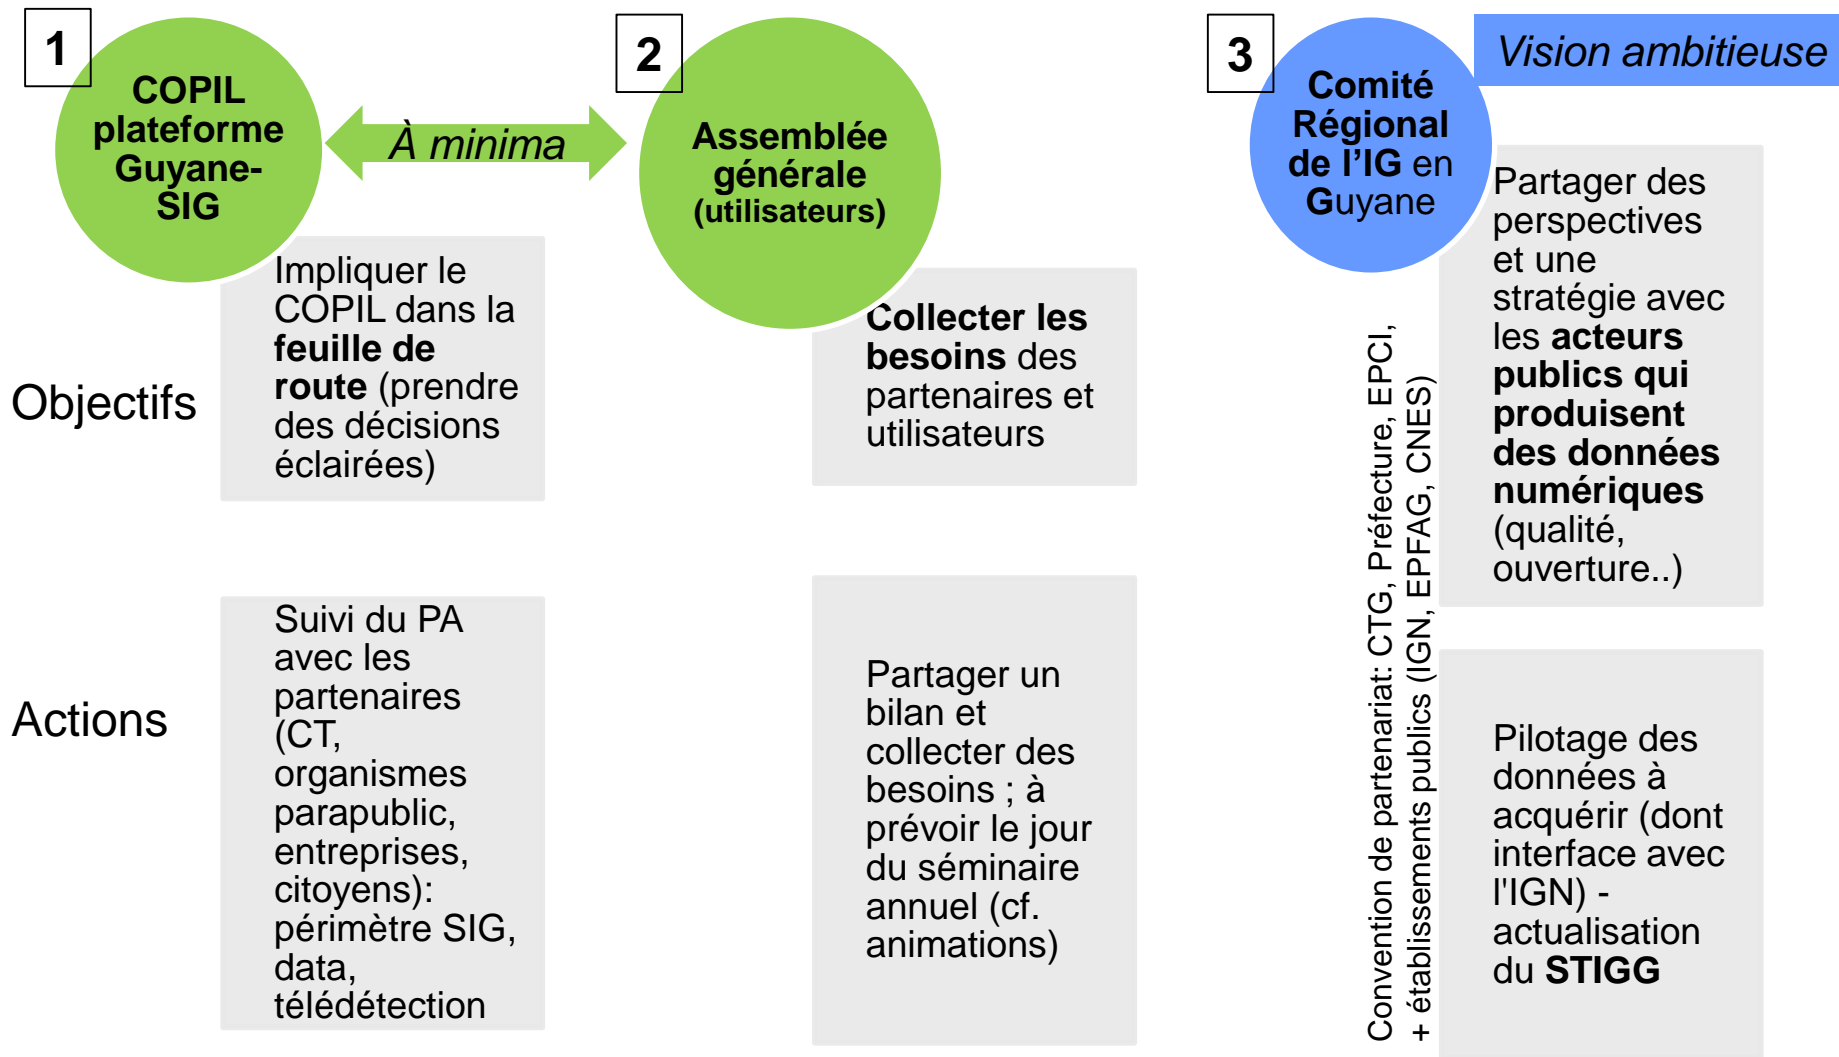 1
COPIL
plateforme
Guyane-
SIG
À minima
2
Assemblée
générale
(utilisateurs)
3
Comité
Régional
de l'IG en
Guyane
Vision ambitieuse
Objectifs
Impliquer le
COPIL dans la
feuille de
route (prendre
des décisions
éclairées)
Collecter les
besoins des
partenaires et
utilisateurs
Partager des
perspectives
et une
stratégie avec
les acteurs
publics qui
produisent
des données
numériques
(qualité,
ouverture..)
Convention de partenariat: CTG, Préfecture, EPCI,
+ établissements publics (IGN, EPFAG, CNES)
Actions
Suivi du PA
avec les
partenaires
(CT,
organismes
parapublic,
entreprises,
citoyens):
périmètre SIG,
data,
télédétection
Partager un
bilan et
collecter des
besoins ; à
prévoir le jour
du séminaire
annuel (cf.
animations)
Pilotage des
données à
acquérir (dont
interface avec
l'IGN) -
actualisation
du STIGG